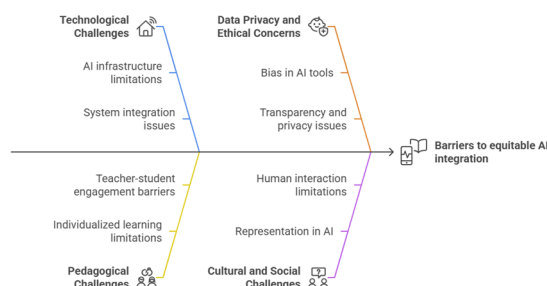 Technological
Challenges
AI infrastructure
limitations
System integration
issues
Data Privacy and
Ethical Concerns
Bias in AI tools
Transparency and
privacy issues
Barriers to equitable AI
integration
Teacher-student
engagement barriers
Individualized learning
limitations
Pedagogical
Challenges
Human interaction
limitations
Representation in AI
Cultural and Social
Challenges